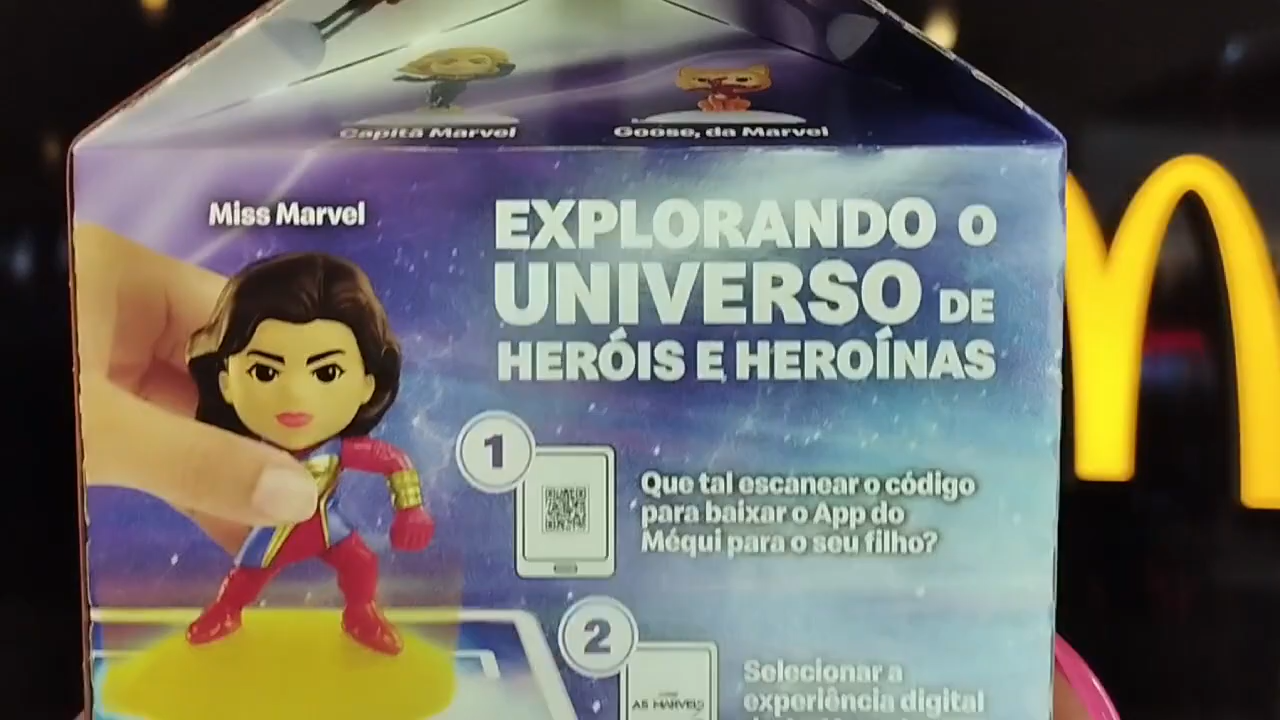 Capitã Marvel
Goose, da Marvel
Miss Marvel
EXPLORANDO O
UNIVERSO DE
HERÓIS E HEROÍNAS
1
Que tal escanear o código
para baixar o App do
Méqui para o seu filho?
2
AS MARVELS
Selecionar a
experiência digital